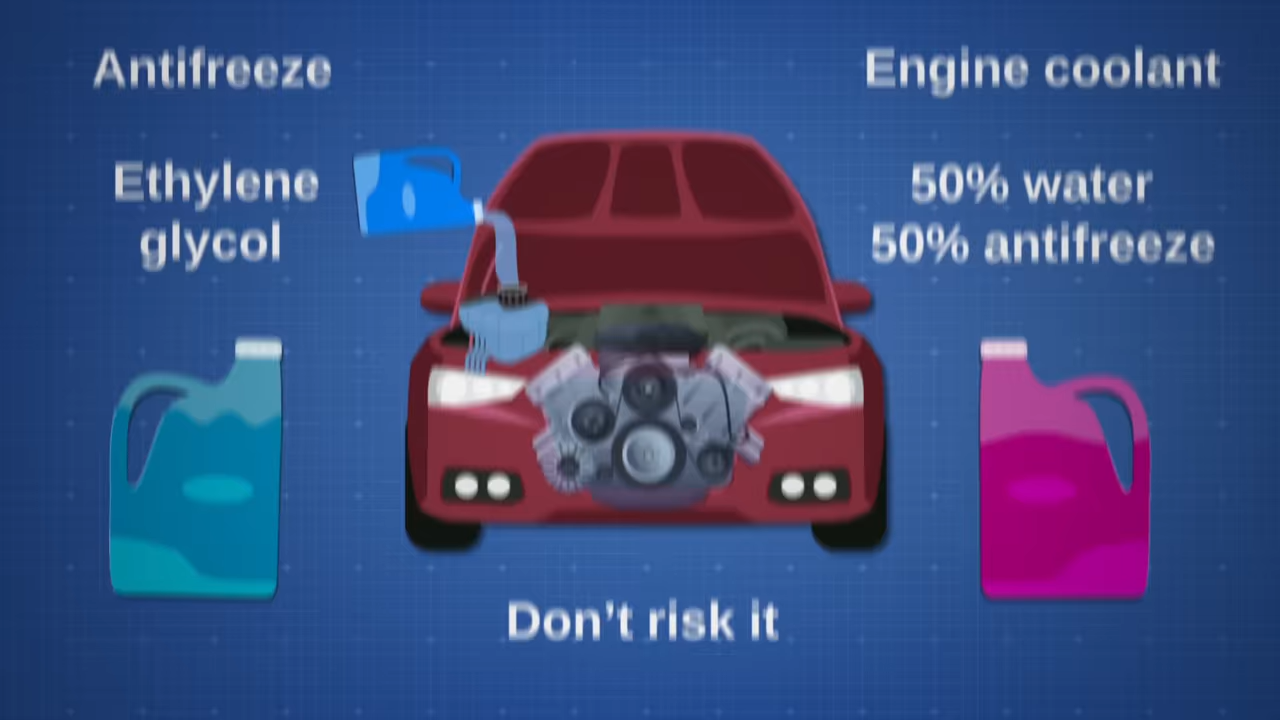 Antifreeze
Ethylene
glycol
Engine coolant
50% water
50% antifreeze
Don't risk it